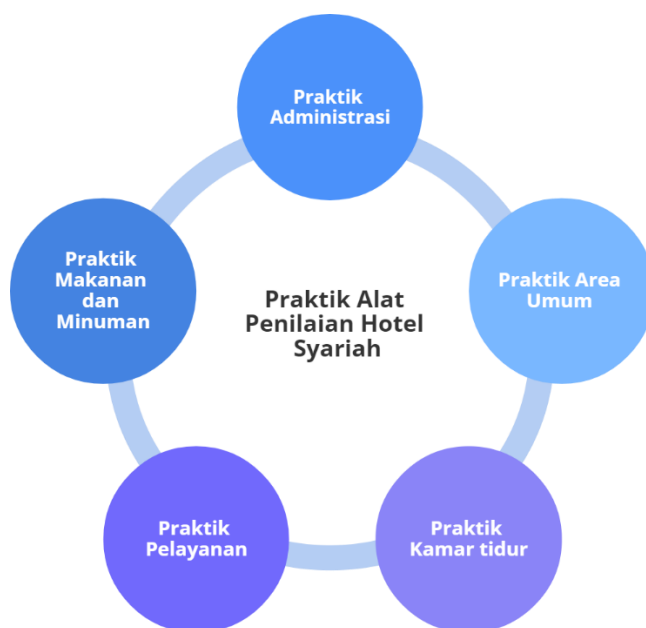 Praktik
Administrasi
Praktik
Makanan
dan
Minuman
Praktik Area
Umum
Praktik Alat
Penilaian Hotel
Syariah
Praktik
Pelayanan
Praktik
Kamar tidur